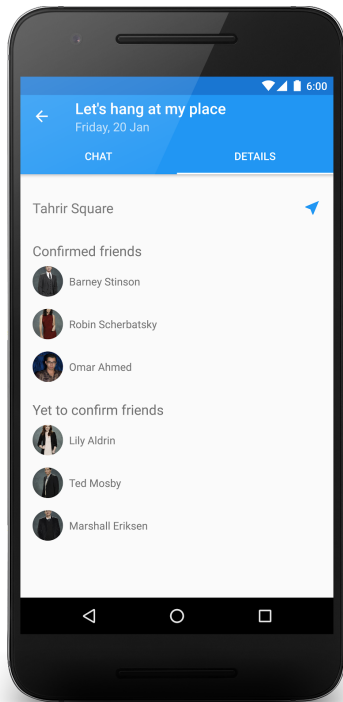 6:00
Let's hang at my place
Friday, 20 Jan
CHAT
DETAILS
Tahrir Square
Confirmed friends
Barney Stinson
Robin Scherbatsky
Omar Ahmed
Yet to confirm friends
Lily Aldrin
Ted Mosby
Marshall Eriksen